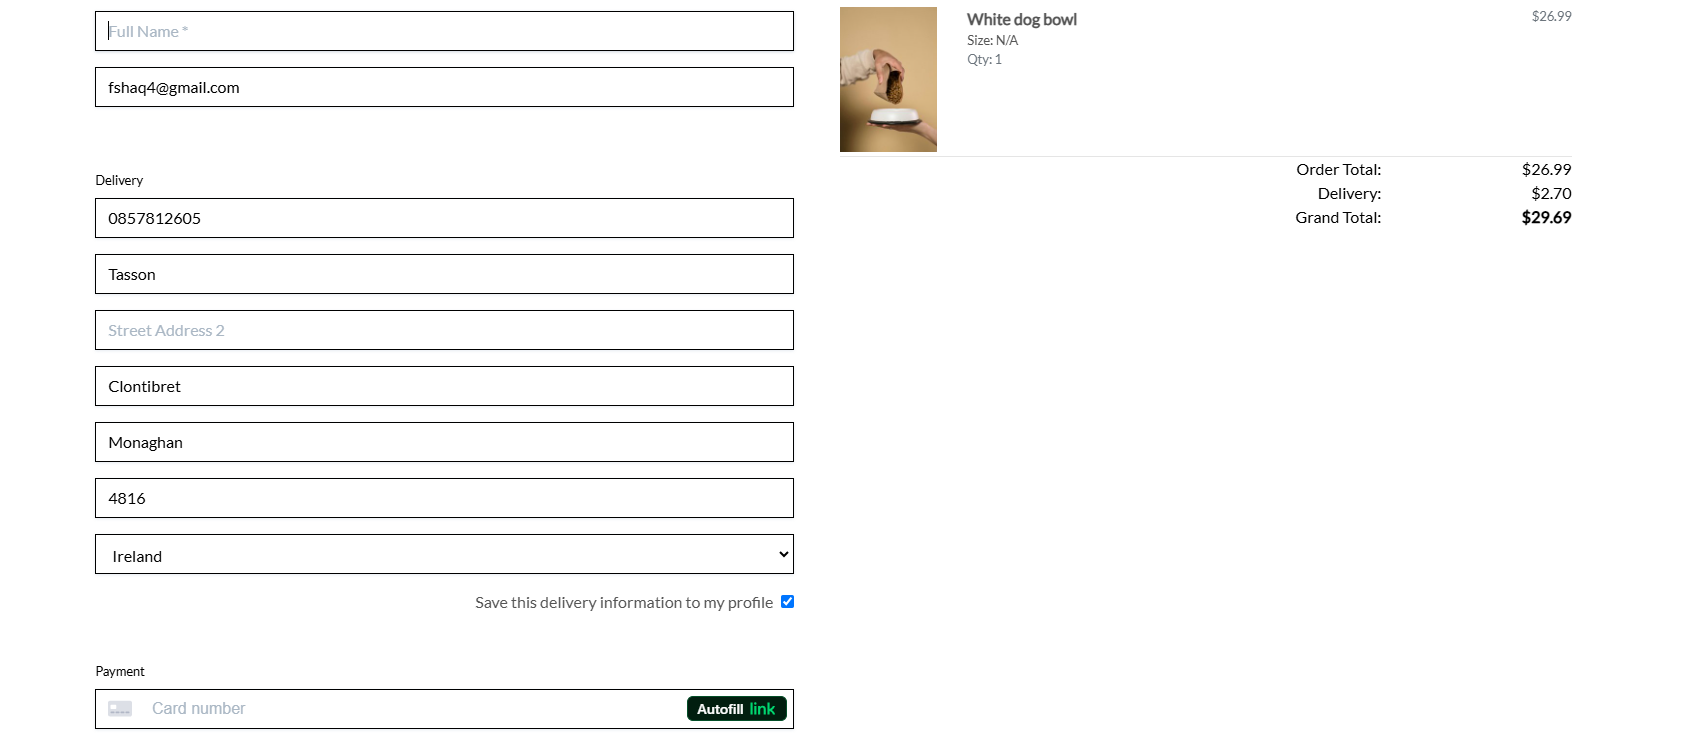 Full Name *
fshaq4@gmail.com
Delivery
0857812605
Tasson
Street Address 2
Clontibret
Monaghan
4816
Ireland
Save this delivery information to my profile
Payment
Card number
Autofill link
White dog bowl
Size: N/A
Qty: 1
$26.99
Order Total: $26.99
Delivery: $2.70
Grand Total: $29.69